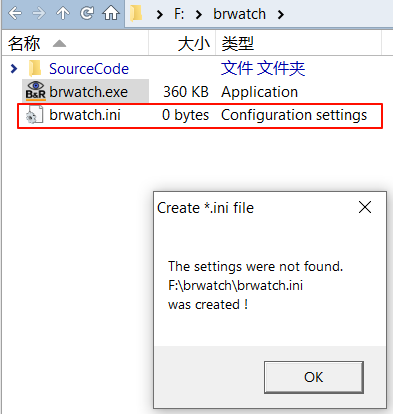 F: brwatch
名称 大小 类型
SourceCode 文件 文件夹
B&R brwatch.exe 360 KB Application
brwatch.ini 0 bytes Configuration settings
Create *.ini file
The settings were not found.
F:\brwatch\brwatch.ini
was created !
OK